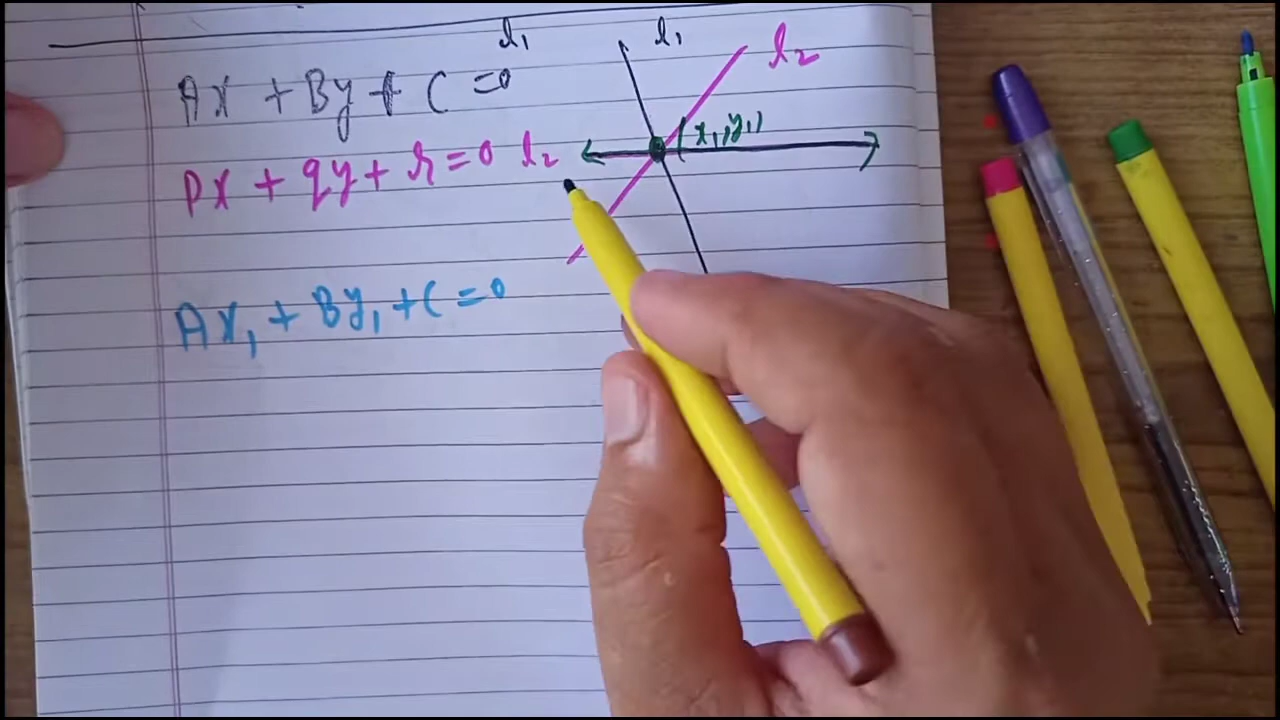 l₁ l₁ l₂
Ax + By + C = 0
(x₁, y₁)
Px + qy + r = 0 l₂
Ax₁ + By₁ + C = 0